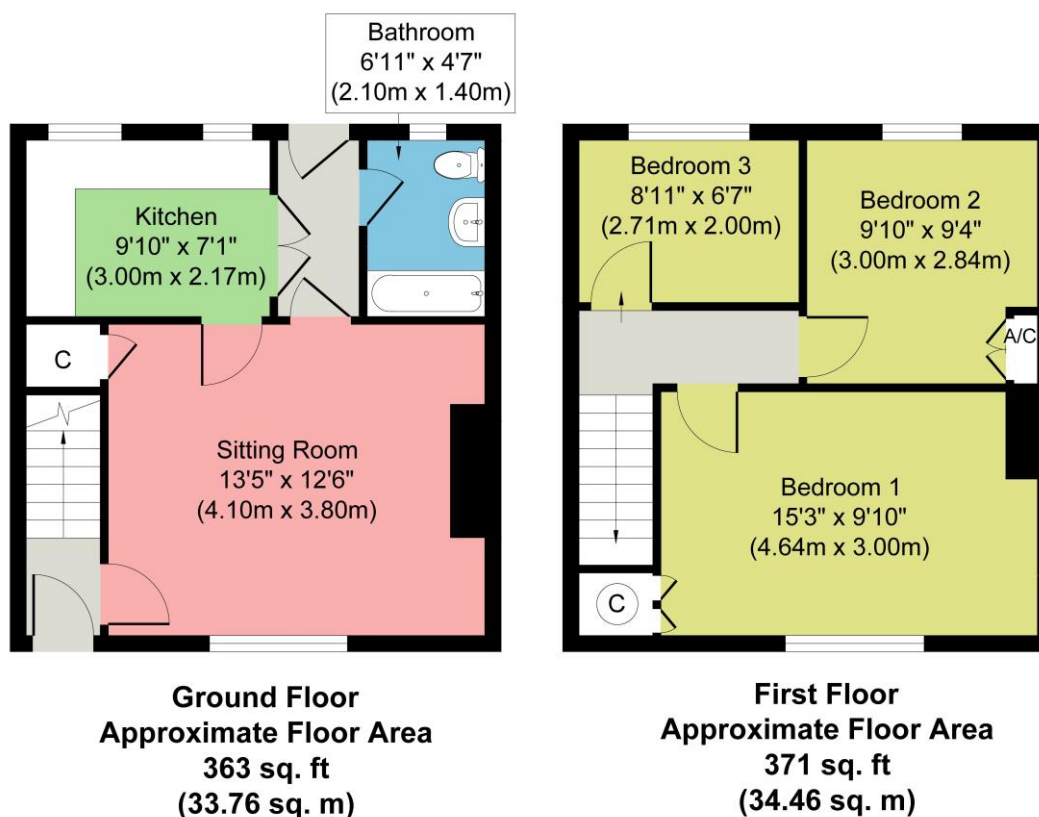 Bathroom
6'11" x 4'7"
(2.10m x 1.40m)
Kitchen
9'10" x 7'1"
(3.00m x 2.17m)
C
Sitting Room
13'5" x 12'6"
(4.10m x 3.80m)
Ground Floor
Approximate Floor Area
363 sq. ft
(33.76 sq. m)
Bedroom 3
8'11" x 6'7"
(2.71m x 2.00m)
Bedroom 2
9'10" x 9'4"
(3.00m x 2.84m)
A/C
Bedroom 1
15'3" x 9'10"
(4.64m x 3.00m)
C
First Floor
Approximate Floor Area
371 sq. ft
(34.46 sq. m)